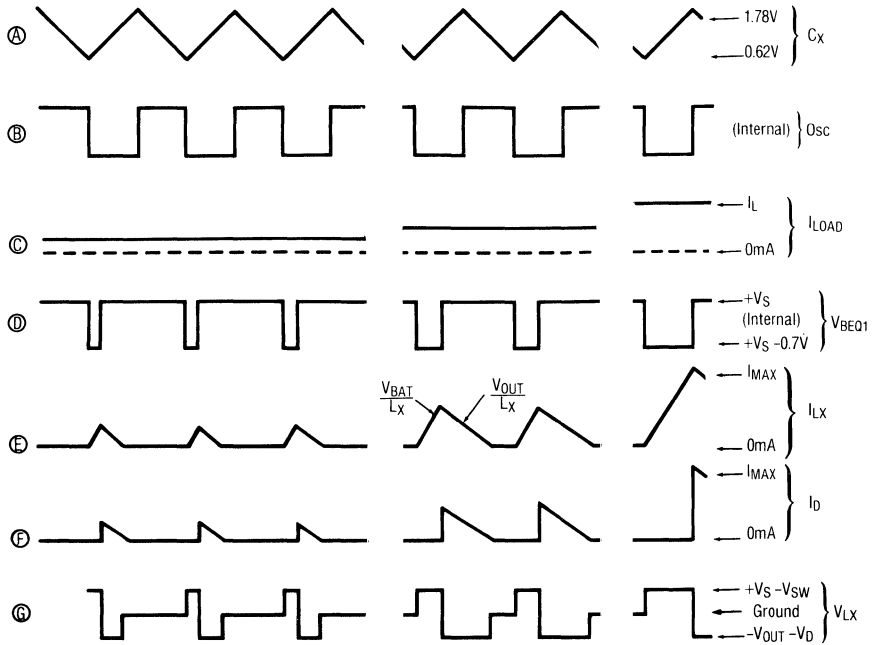 A
1.78V
0.62V
CX
B
(Internal)
Osc
C
IL
0mA
ILOAD
D
+VS
(Internal)
+VS −0.7V
VBEQ1
E
VBAT
LX
VOUT
LX
IMAX
0mA
ILX
F
IMAX
0mA
ID
G
+VS −VSW
Ground
−VOUT −VD
VLX